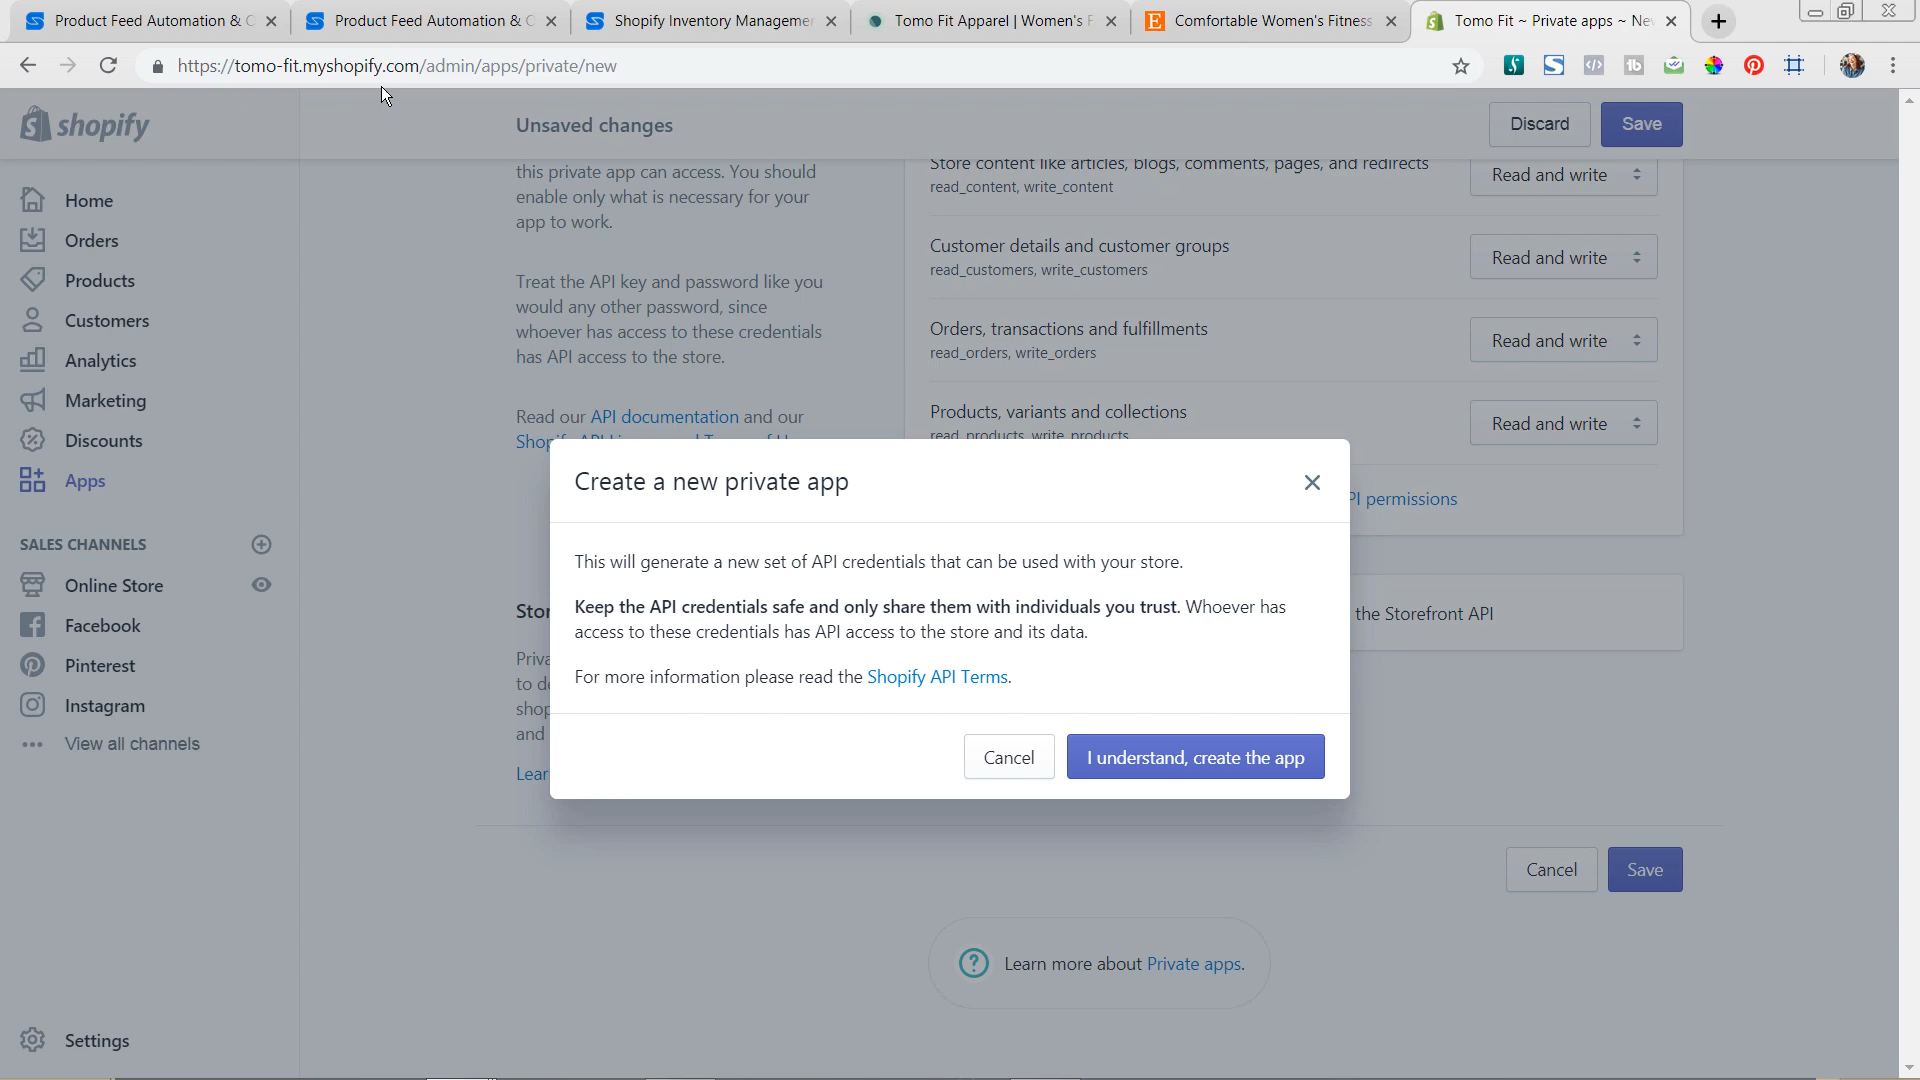 Product Feed Automation & C
Product Feed Automation & C
Shopify Inventory Managemer
Tomo Fit Apparel | Women's F
Comfortable Women's Fitness
Tomo Fit ~ Private apps ~ Ne
https://tomo-fit.myshopify.com/admin/apps/private/new
shopify
Unsaved changes
Discard
Save
Home
Orders
Products
Customers
Analytics
Marketing
Discounts
Apps
SALES CHANNELS
Online Store
Facebook
Pinterest
Instagram
View all channels
Settings
this private app can access. You should
enable only what is necessary for your
app to work.
Treat the API key and password like you
would any other password, since
whoever has access to these credentials
has API access to the store.
Read our API documentation and our
Store content like articles, blogs, comments, pages, and redirects
read_content, write_content
Read and write
Customer details and customer groups
read_customers, write_customers
Read and write
Orders, transactions and fulfillments
read_orders, write_orders
Read and write
Products, variants and collections
read_products, write_products
Read and write
PI permissions
Stor
the Storefront API
Priva
to de
shop
and
Lear
Create a new private app
This will generate a new set of API credentials that can be used with your store.
Keep the API credentials safe and only share them with individuals you trust. Whoever has
access to these credentials has API access to the store and its data.
For more information please read the Shopify API Terms.
Cancel
I understand, create the app
Cancel
Save
Learn more about Private apps.